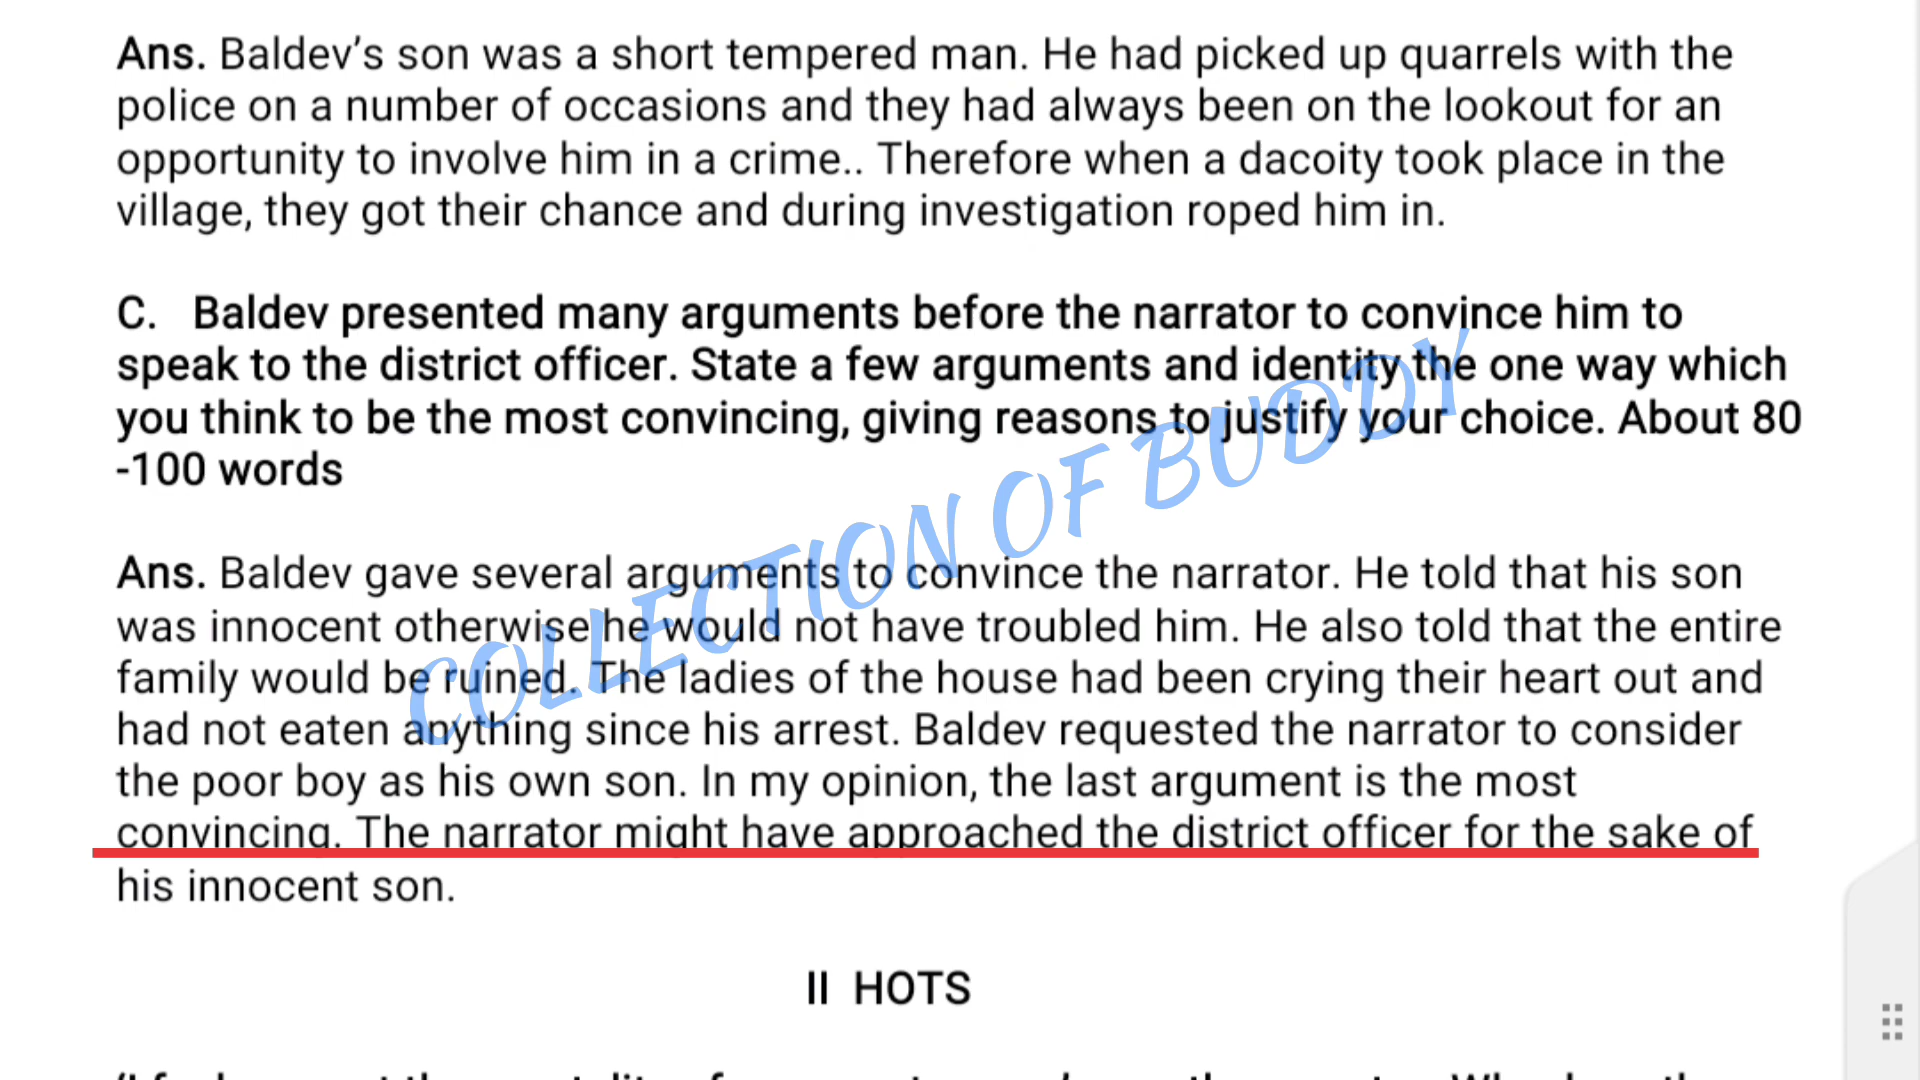 Ans. Baldev’s son was a short tempered man. He had picked up quarrels with the
police on a number of occasions and they had always been on the lookout for an
opportunity to involve him in a crime.. Therefore when a dacoity took place in the
village, they got their chance and during investigation roped him in.
C. Baldev presented many arguments before the narrator to convince him to
speak to the district officer. State a few arguments and identity the one way which
you think to be the most convincing, giving reasons to justify your choice. About 80
-100 words
Ans. Baldev gave several arguments to convince the narrator. He told that his son
was innocent otherwise he would not have troubled him. He also told that the entire
family would be ruined. The ladies of the house had been crying their heart out and
had not eaten anything since his arrest. Baldev requested the narrator to consider
the poor boy as his own son. In my opinion, the last argument is the most
convincing. The narrator might have approached the district officer for the sake of
his innocent son.
COLLECTION OF BUDDY
II HOTS